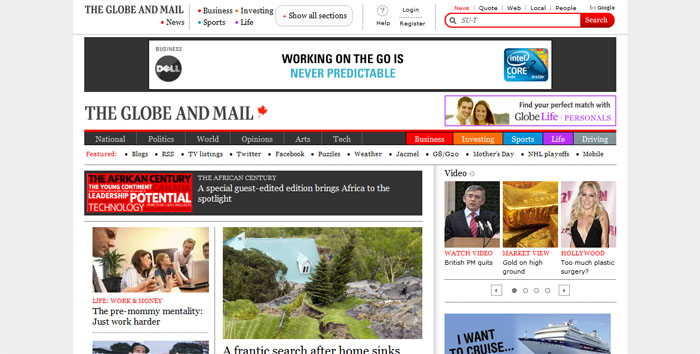 THE GLOBE AND MAIL
• News
• Business • Investing
• Sports • Life
+ Show all sections
? Help
Login
Register
News Quote Web Local People by Google
SU-T Search
BUSINESS
DELL
WORKING ON THE GO IS
NEVER PREDICTABLE
intel
CORE
inside
THE GLOBE AND MAIL
Find your perfect match with
GlobeLife PERSONALS
National Politics World Opinions Arts Tech Business Investing Sports Life Driving
Featured: • Blogs • RSS • TV listings • Twitter • Facebook • Puzzles • Weather • Jacmel • G8/G20 • Mother's Day • NHL playoffs • Mobile
THE AFRICAN CENTURY
THE YOUNG CONTINENT
CANADA
LEADERSHIP POTENTIAL
TECHNOLOGY
THE AFRICAN CENTURY
A special guest-edited edition brings Africa to the
spotlight
LIFE: WORK & MONEY
The pre-mommy mentality:
Just work harder
A frantic search after home sinks
Video
WATCH VIDEO
British PM quits
MARKET VIEW
Gold on high
ground
HOLLYWOOD
Too much plastic
surgery?
I WANT
TO CRUISE...